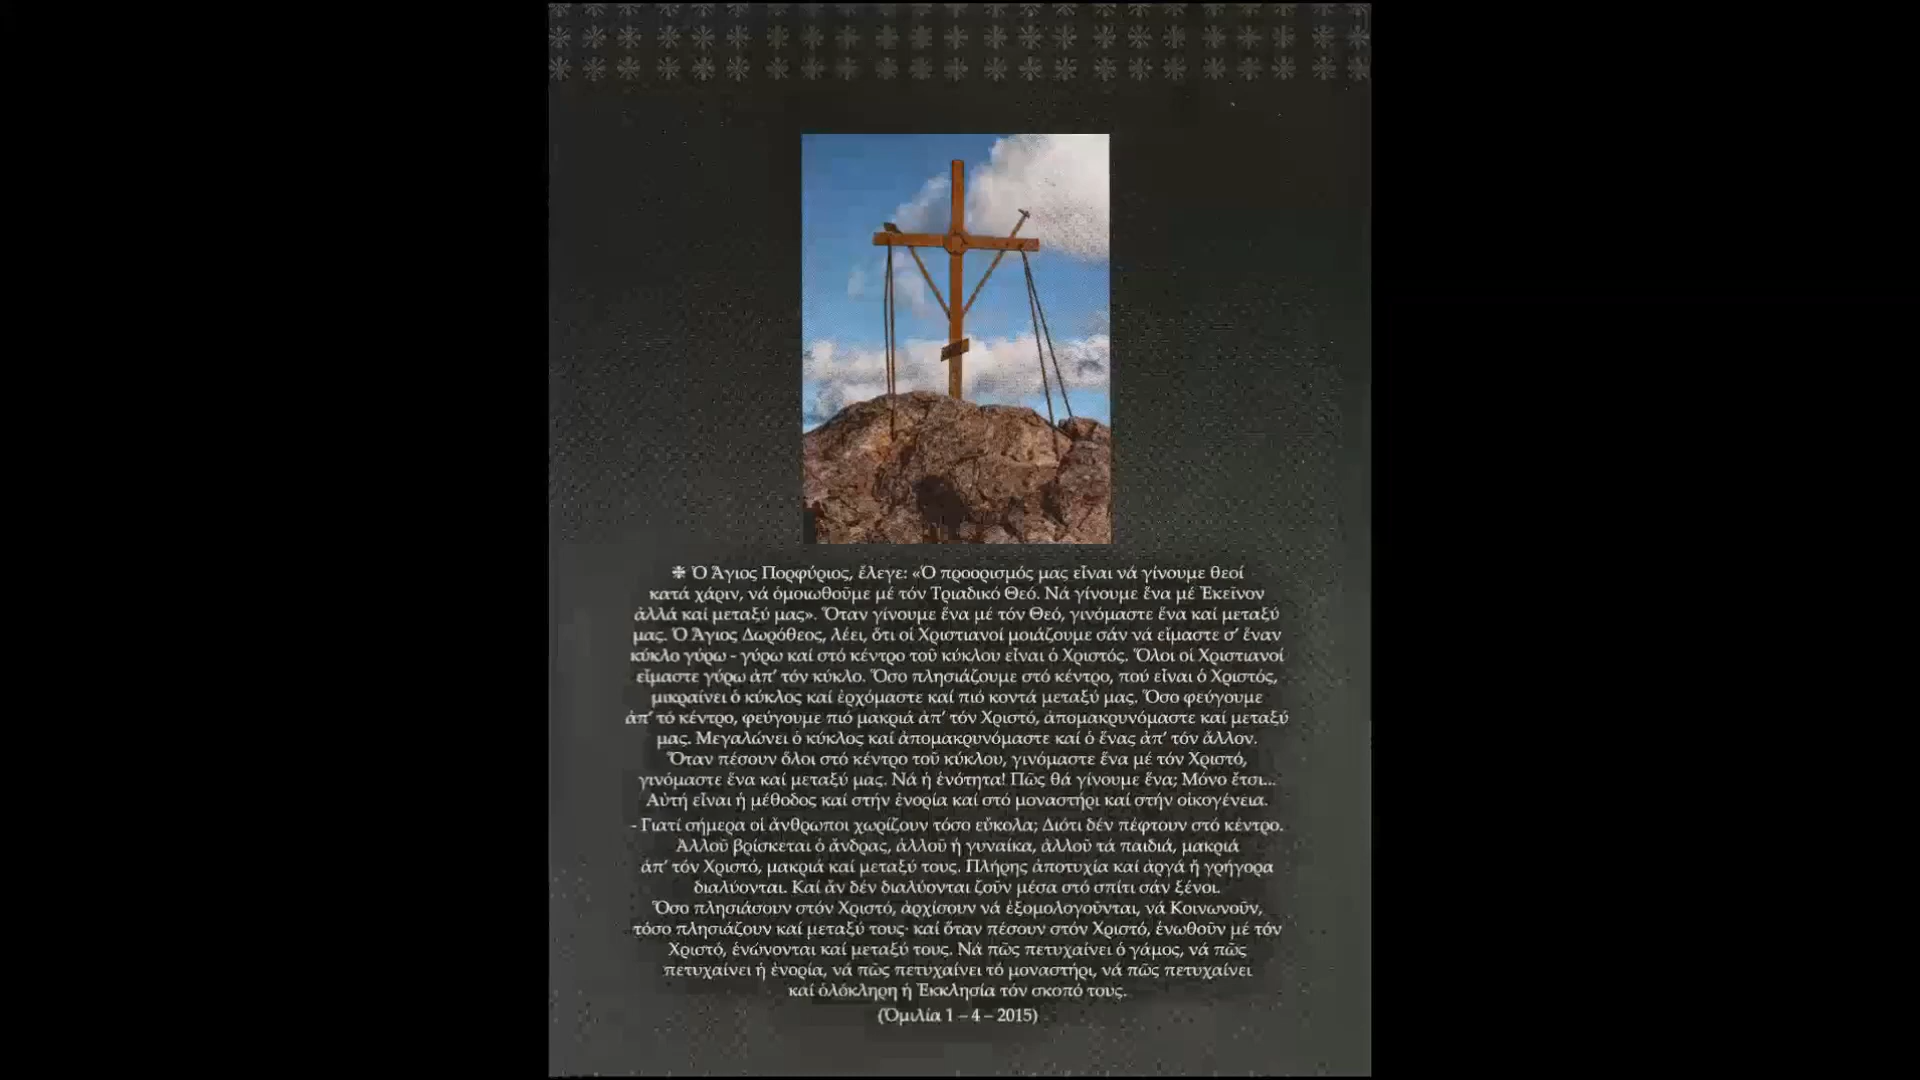 ❉ Ὁ Ἅγιος Πορφύριος, ἔλεγε: «Ὁ προορισμός μας εἶναι νά γίνουμε θεοί
κατά χάριν, νά ὁμοιωθοῦμε μέ τόν Τριαδικό Θεό. Νά γίνουμε ἕνα μέ Ἐκεῖνον
ἀλλά καί μεταξύ μας». Ὅταν γίνουμε ἕνα μέ τόν Θεό, γινόμαστε ἕνα καί μεταξύ
μας. Ὁ Ἅγιος Δωρόθεος, λέει, ὅτι οἱ Χριστιανοί μοιάζουμε σάν νά εἴμαστε σ’ ἕναν
κύκλο γύρω - γύρω καί στό κέντρο τοῦ κύκλου εἶναι ὁ Χριστός. Ὅλοι οἱ Χριστιανοί
εἴμαστε γύρω ἀπ’ τόν κύκλο. Ὅσο πλησιάζουμε στό κέντρο, πού εἶναι ὁ Χριστός,
μικραίνει ὁ κύκλος καί ἐρχόμαστε καί πιό κοντά μεταξύ μας. Ὅσο φεύγουμε
ἀπ’ τό κέντρο, φεύγουμε πιό μακριά ἀπ’ τόν Χριστό, ἀπομακρυνόμαστε καί μεταξύ
μας. Μεγαλώνει ὁ κύκλος καί ἀπομακρυνόμαστε καί ὁ ἕνας ἀπ’ τόν ἄλλον.
Ὅταν πέσουν ὅλοι στό κέντρο τοῦ κύκλου, γινόμαστε ἕνα μέ τόν Χριστό,
γινόμαστε ἕνα καί μεταξύ μας. Νά ἡ ἑνότητα! Πῶς θά γίνουμε ἕνα; Μόνο ἔτσι...
Αὐτή εἶναι ἡ μέθοδος καί στήν ἐνορία καί στό μοναστήρι καί στήν οἰκογένεια.
- Γιατί σήμερα οἱ ἄνθρωποι χωρίζουν τόσο εὔκολα; Διότι δέν πέφτουν στό κέντρο.
Ἀλλοῦ βρίσκεται ὁ ἄνδρας, ἀλλοῦ ἡ γυναίκα, ἀλλοῦ τά παιδιά, μακριά
ἀπ’ τόν Χριστό, μακριά καί μεταξύ τους. Πλήρης ἀποτυχία καί ἀργά ἤ γρήγορα
διαλύονται. Καί ἄν δέν διαλύονται ζοῦν μέσα στό σπίτι σάν ξένοι.
Ὅσο πλησιάσουν στόν Χριστό, ἀρχίσουν νά ἐξομολογοῦνται, νά Κοινωνοῦν,
τόσο πλησιάζουν καί μεταξύ τους· καί ὅταν πέσουν στόν Χριστό, ἑνωθοῦν μέ τόν
Χριστό, ἑνώνονται καί μεταξύ τους. Νά πῶς πετυχαίνει ὁ γάμος, νά πῶς
πετυχαίνει ἡ ἐνορία, νά πῶς πετυχαίνει τό μοναστήρι, νά πῶς πετυχαίνει
καί ὁλόκληρη ἡ Ἐκκλησία τόν σκοπό τους.
(Ὁμιλία 1 – 4 – 2015)